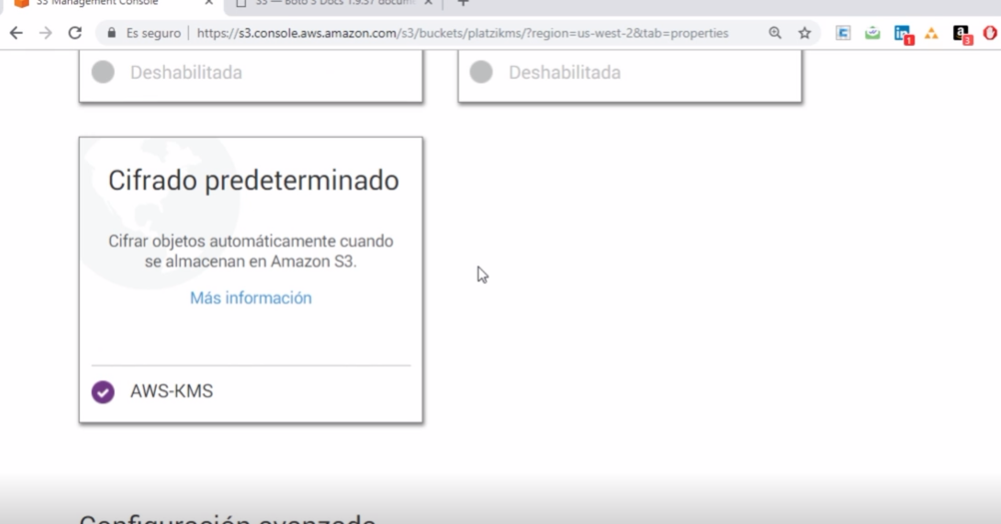 S3 Management Console
S3 — Boto 3 Docs 1.9.37 docum
Es seguro
https://s3.console.aws.amazon.com/s3/buckets/platzikms/?region=us-west-2&tab=properties
1
3
Deshabilitada
Deshabilitada
Cifrado predeterminado
Cifrar objetos automáticamente cuando
se almacenan en Amazon S3.
Más información
AWS-KMS
Configuración avanzada